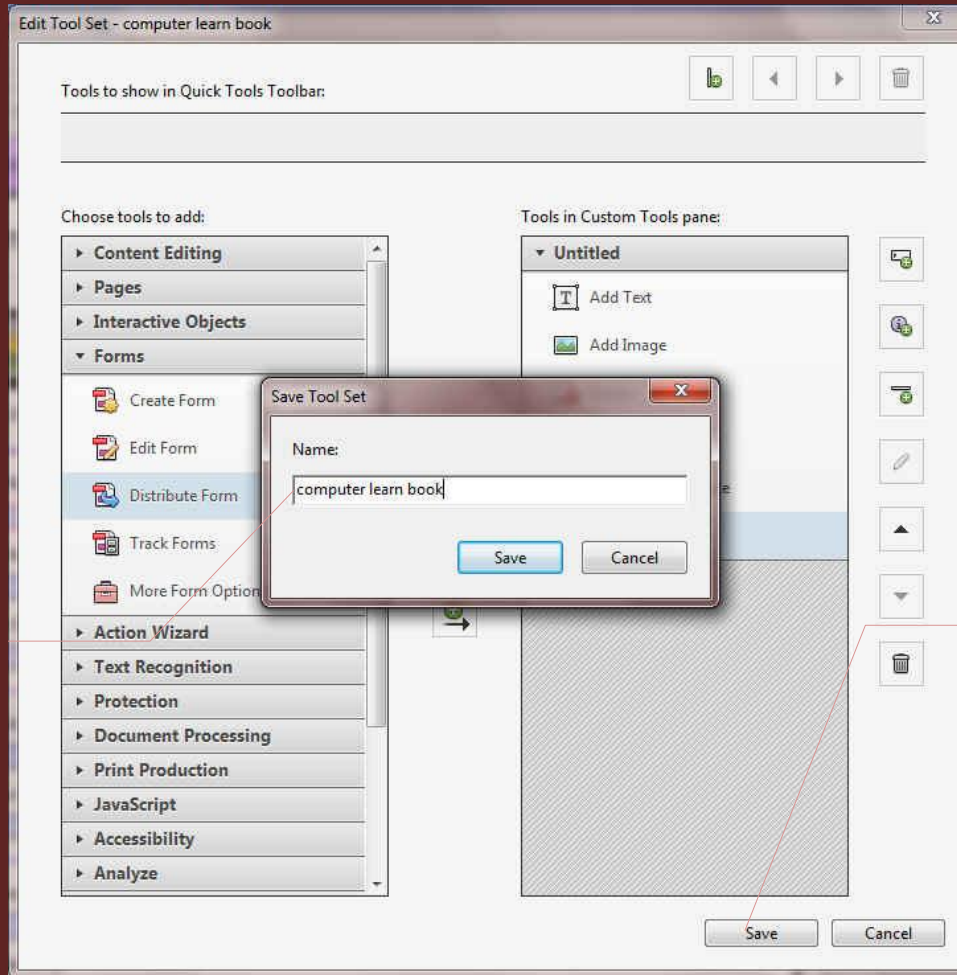 Edit Tool Set - computer learn book
Tools to show in Quick Tools Toolbar:
Choose tools to add:
Content Editing
Pages
Interactive Objects
Forms
Create Form
Edit Form
Distribute Form
Track Forms
More Form Option
Action Wizard
Text Recognition
Protection
Document Processing
Print Production
JavaScript
Accessibility
Analyze
Tools in Custom Tools pane:
Untitled
Add Text
Add Image
Save Tool Set
Name:
computer learn book
Save
Cancel
Save
Cancel